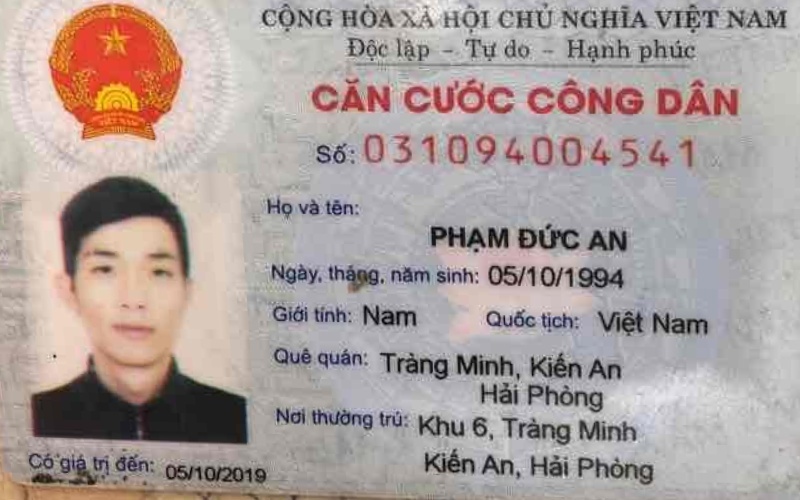 CỘNG HÒA XÃ HỘI CHỦ NGHĨA VIỆT NAM
Độc lập - Tự do - Hạnh phúc
CĂN CƯỚC CÔNG DÂN
Số: 031094004541
Họ và tên:
PHẠM ĐỨC AN
Ngày, tháng, năm sinh: 05/10/1994
Giới tính: Nam Quốc tịch: Việt Nam
Quê quán: Tràng Minh, Kiến An
Hải Phòng
Nơi thường trú: Khu 6, Tràng Minh
Kiến An, Hải Phòng
Có giá trị đến: 05/10/2019